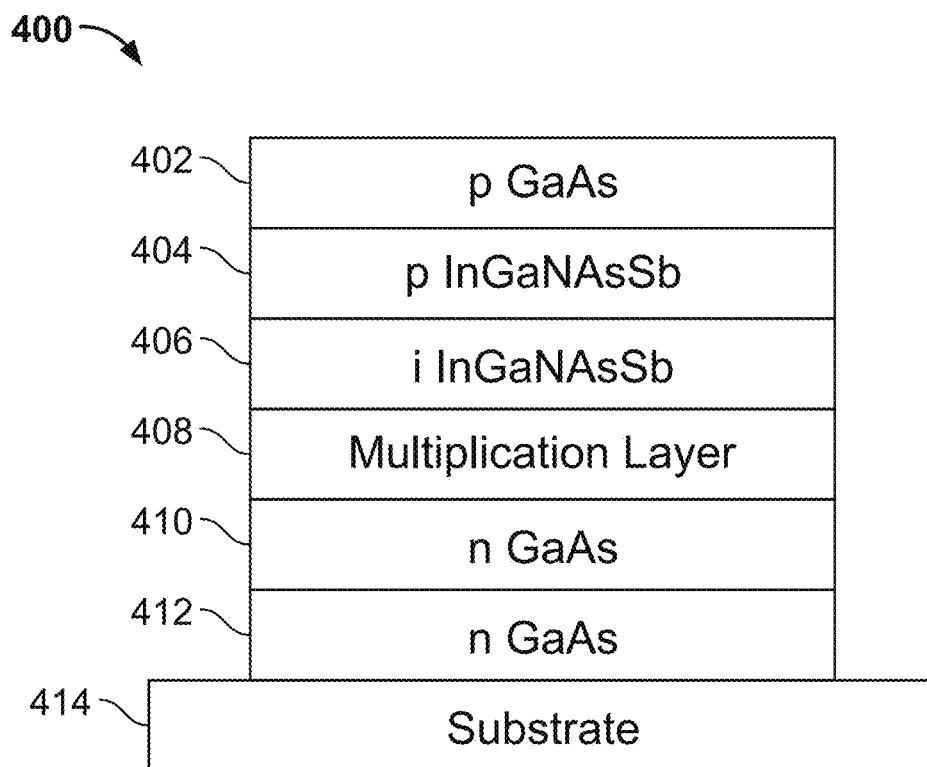 400
402
p GaAs
404
p InGaNAsSb
406
i InGaNAsSb
408
Multiplication Layer
410
n GaAs
412
n GaAs
414
Substrate